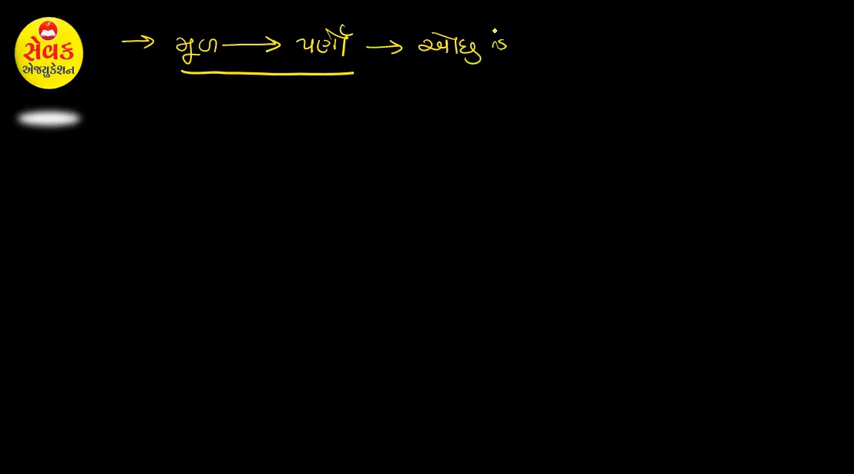 સેવક
એજ્યુકેશન
→ મૂળ → પર્ણો → ઓછુ